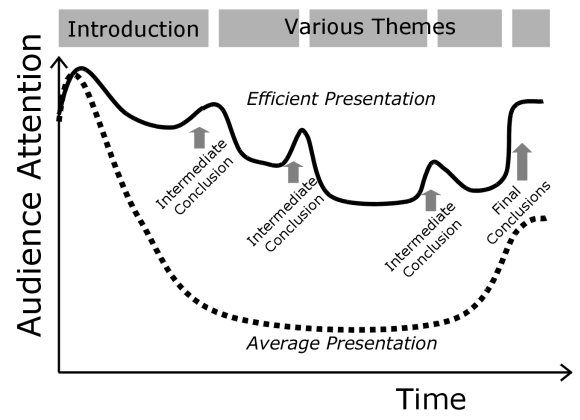 Introduction
Various Themes
Audience Attention
Efficient Presentation
Intermediate
Conclusion
Intermediate
Conclusion
Intermediate
Conclusion
Final
Conclusions
Average Presentation
Time